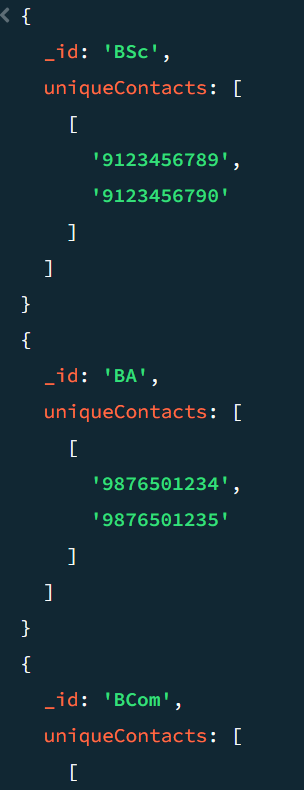 {
  _id: 'BSc',
  uniqueContacts: [
    [
      '9123456789',
      '9123456790'
    ]
  ]
}
{
  _id: 'BA',
  uniqueContacts: [
    [
      '9876501234',
      '9876501235'
    ]
  ]
}
{
  _id: 'BCom',
  uniqueContacts: [
    [